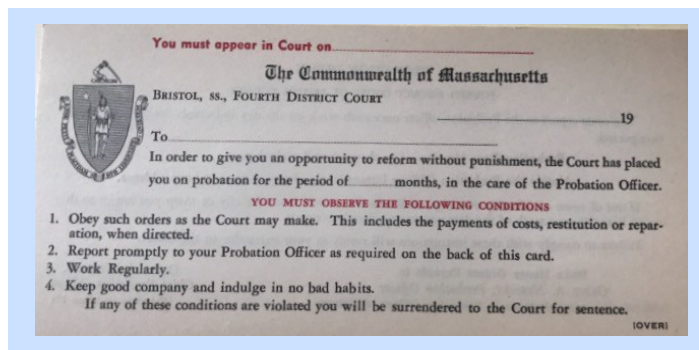 You must appear in Court on
The Commonwealth of Massachusetts
BRISTOL, SS., FOURTH DISTRICT COURT
19
To
In order to give you an opportunity to reform without punishment, the Court has placed
you on probation for the period of months, in the care of the Probation Officer.
YOU MUST OBSERVE THE FOLLOWING CONDITIONS
1. Obey such orders as the Court may make. This includes the payments of costs, restitution or repar-
ation, when directed.
2. Report promptly to your Probation Officer as required on the back of this card.
3. Work Regularly.
4. Keep good company and indulge in no bad habits.
If any of these conditions are violated you will be surrendered to the Court for sentence.
[OVER]